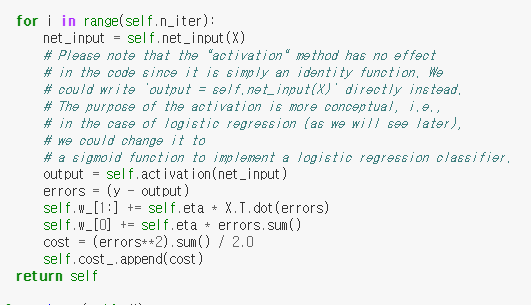 for i in range(self.n_iter):
net_input = self.net_input(X)
# Please note that the "activation" method has no effect
# in the code since it is simply an identity function. We
# could write `output = self.net_input(X)` directly instead.
# The purpose of the activation is more conceptual, i.e.,
# in the case of logistic regression (as we will see later),
# we could change it to
# a sigmoid function to implement a logistic regression classifier.
output = self.activation(net_input)
errors = (y - output)
self.w_[1:] += self.eta * X.T.dot(errors)
self.w_[0] += self.eta * errors.sum()
cost = (errors**2).sum() / 2.0
self.cost_.append(cost)
return self